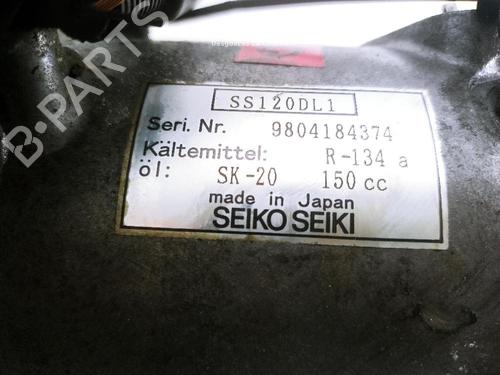 B-PARTS
SS120DL1
Seri. Nr. 9804184374
Kältemittel: R-134 a
öl: SK-20 150 cc
made in Japan
SEIKO SEIKI